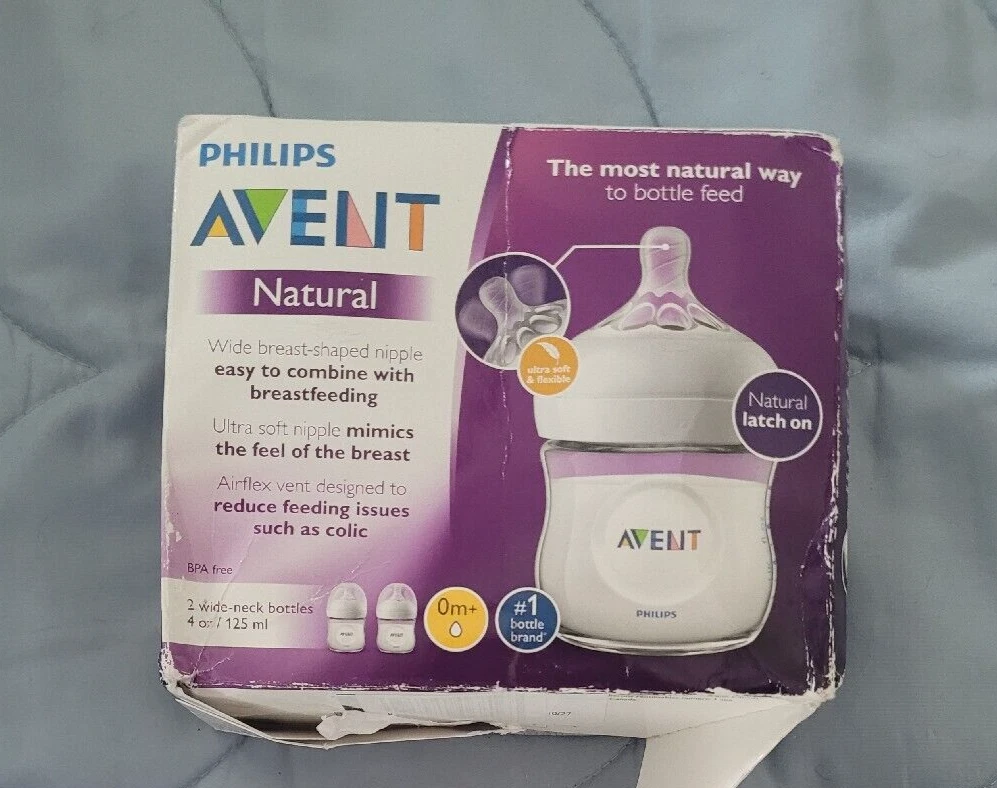 PHILIPS
AVENT
Natural
Wide breast-shaped nipple
easy to combine with
breastfeeding
Ultra soft nipple mimics
the feel of the breast
Airflex vent designed to
reduce feeding issues
such as colic
BPA free
2 wide-neck bottles
4 oz / 125 ml
AVENT
AVENT
0m+
#1
bottle
brand*
The most natural way
to bottle feed
ultra soft
& flexible
Natural
latch on
AVENT
PHILIPS